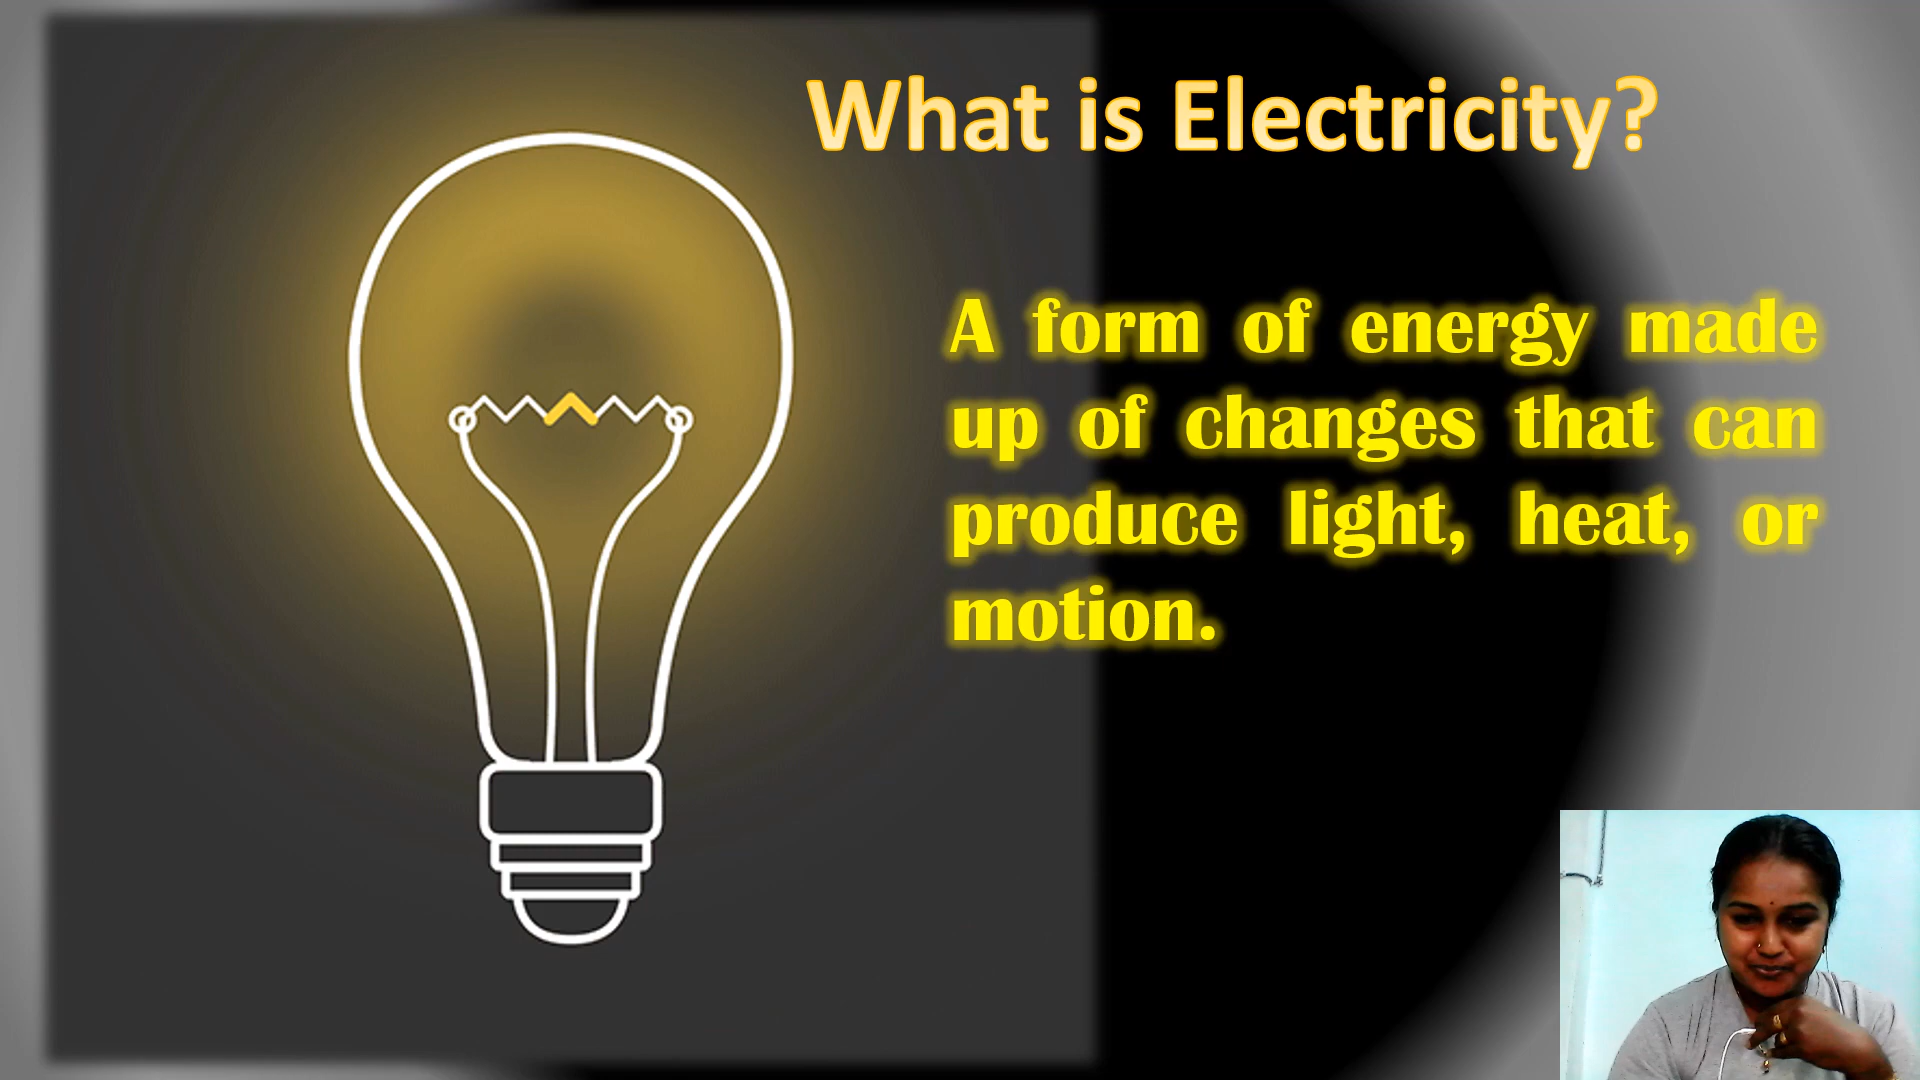 What is Electricity?
A form of energy made
up of changes that can
produce light, heat, or
motion.